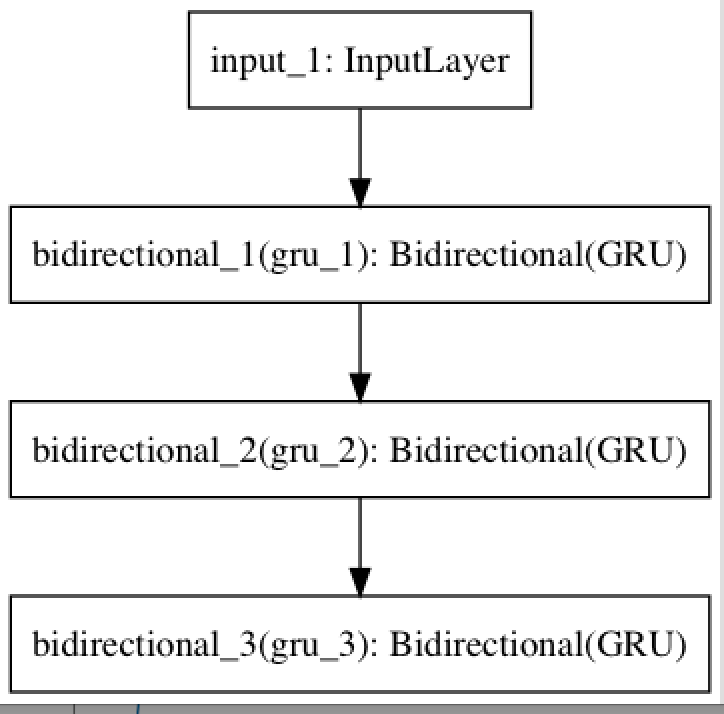 input_1: InputLayer
bidirectional_1(gru_1): Bidirectional(GRU)
bidirectional_2(gru_2): Bidirectional(GRU)
bidirectional_3(gru_3): Bidirectional(GRU)